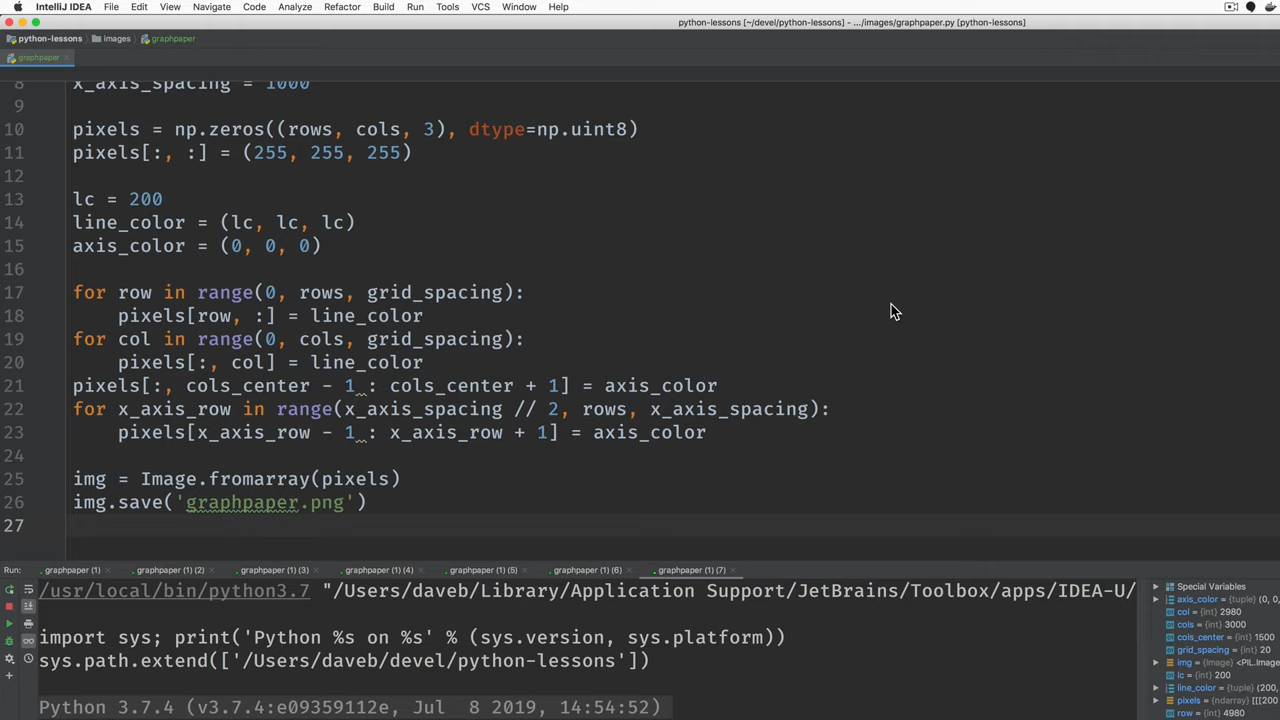 IntelliJ IDEA File Edit View Navigate Code Analyze Refactor Build Run Tools VCS Window Help
python-lessons [~/devel/python-lessons] - .../images/graphpaper.py [python-lessons]
python-lessons images graphpaper
graphpaper
8 x_axis_spacing = 1000
9
10 pixels = np.zeros((rows, cols, 3), dtype=np.uint8)
11 pixels[:, :] = (255, 255, 255)
12
13 lc = 200
14 line_color = (lc, lc, lc)
15 axis_color = (0, 0, 0)
16
17 for row in range(0, rows, grid_spacing):
18     pixels[row, :] = line_color
19 for col in range(0, cols, grid_spacing):
20     pixels[:, col] = line_color
21 pixels[:, cols_center - 1 : cols_center + 1] = axis_color
22 for x_axis_row in range(x_axis_spacing // 2, rows, x_axis_spacing):
23     pixels[x_axis_row - 1 : x_axis_row + 1] = axis_color
24
25 img = Image.fromarray(pixels)
26 img.save('graphpaper.png')
27
Run: graphpaper (1) graphpaper (1) (2) graphpaper (1) (3) graphpaper (1) (4) graphpaper (1) (5) graphpaper (1) (6) graphpaper (1) (7)
/usr/local/bin/python3.7 "/Users/daveb/Library/Application Support/JetBrains/Toolbox/apps/IDEA-U/
import sys; print('Python %s on %s' % (sys.version, sys.platform))
sys.path.extend(['/Users/daveb/devel/python-lessons'])
Python 3.7.4 (v3.7.4:e09359112e, Jul  8 2019, 14:54:52)
Special Variables
axis_color = {tuple} (0, 0,
col = {int} 2980
cols = {int} 3000
cols_center = {int} 1500
grid_spacing = {int} 20
img = {Image} <PIL.Image
lc = {int} 200
line_color = {tuple} (200,
pixels = {ndarray} [[[200
row = {int} 4980